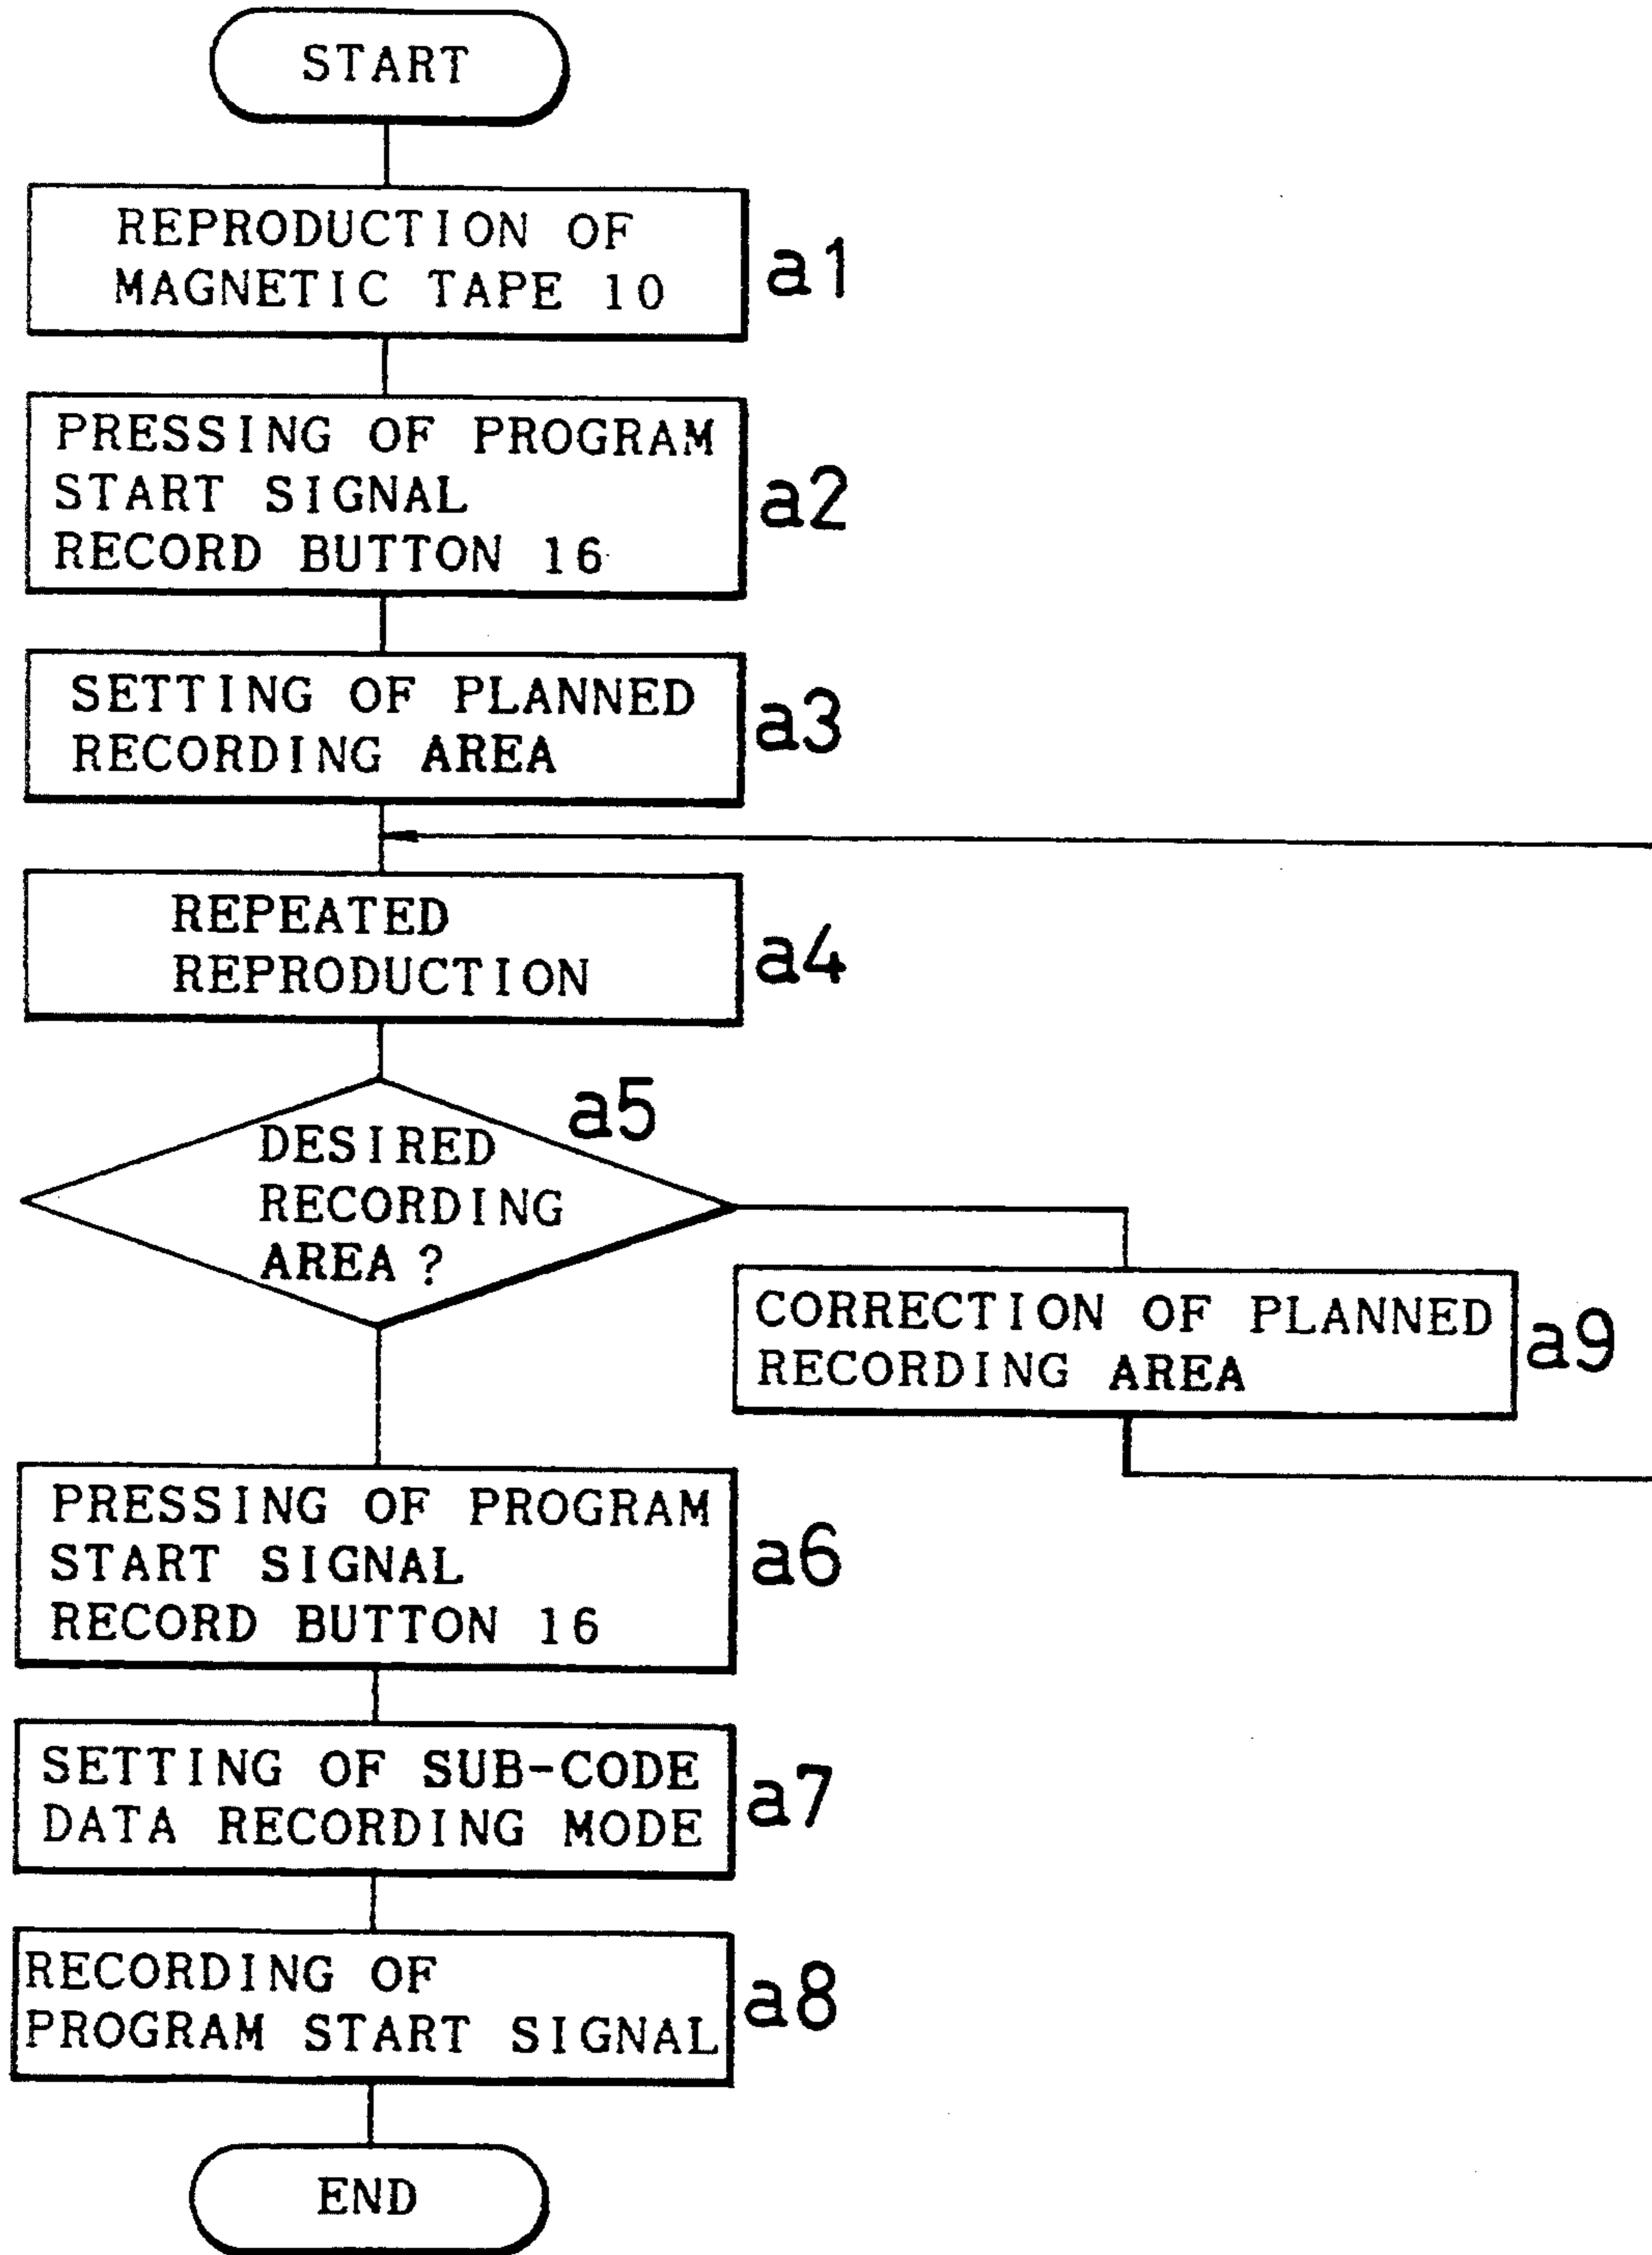 START
REPRODUCTION OF
MAGNETIC TAPE 10
a1
PRESSING OF PROGRAM
START SIGNAL
RECORD BUTTON 16
a2
SETTING OF PLANNED
RECORDING AREA
a3
REPEATED
REPRODUCTION
a4
a5
DESIRED
RECORDING
AREA?
CORRECTION OF PLANNED
RECORDING AREA
a9
PRESSING OF PROGRAM
START SIGNAL
RECORD BUTTON 16
a6
SETTING OF SUB-CODE
DATA RECORDING MODE
a7
RECORDING OF
PROGRAM START SIGNAL
a8
END